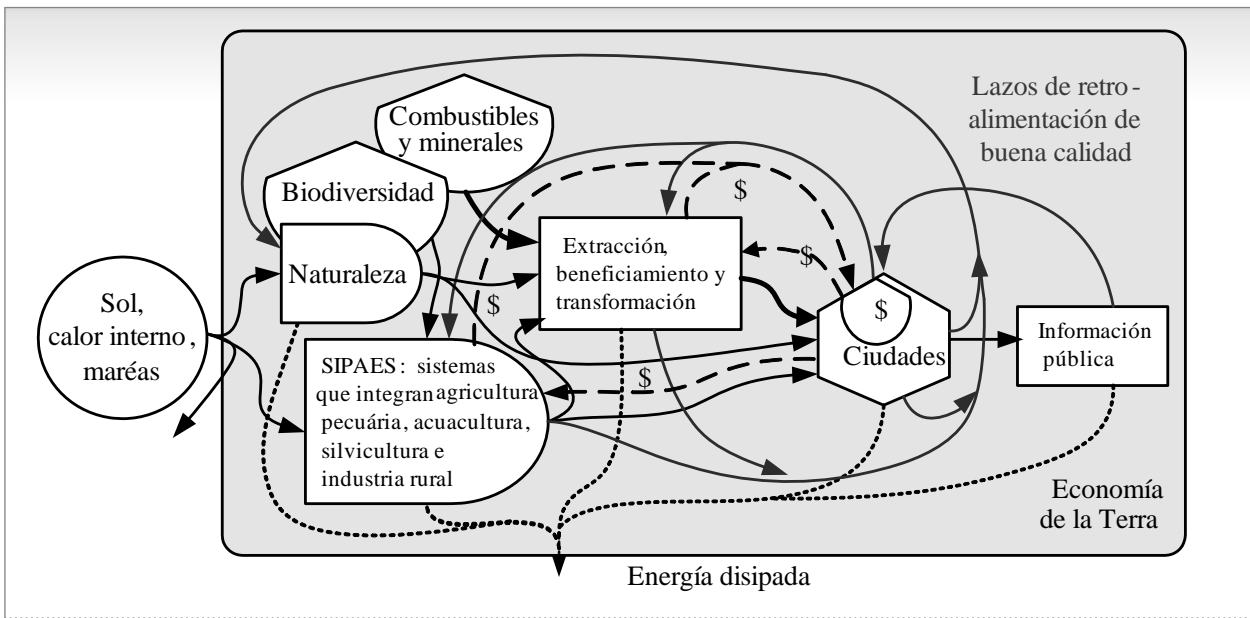 Lazos de retro-
alimentación de
buena calidad
Combustibles
y minerales
Biodiversidad
$
Extracción,
beneficiamiento y
transformación
$
Naturaleza
Sol,
calor interno,
maréas
$
$
Ciudades
Información
pública
SIPAES: sistemas
que integran agricultura
pecuária, acuacultura,
silvicultura e
industria rural
$
Economía
de la Terra
Energía disipada